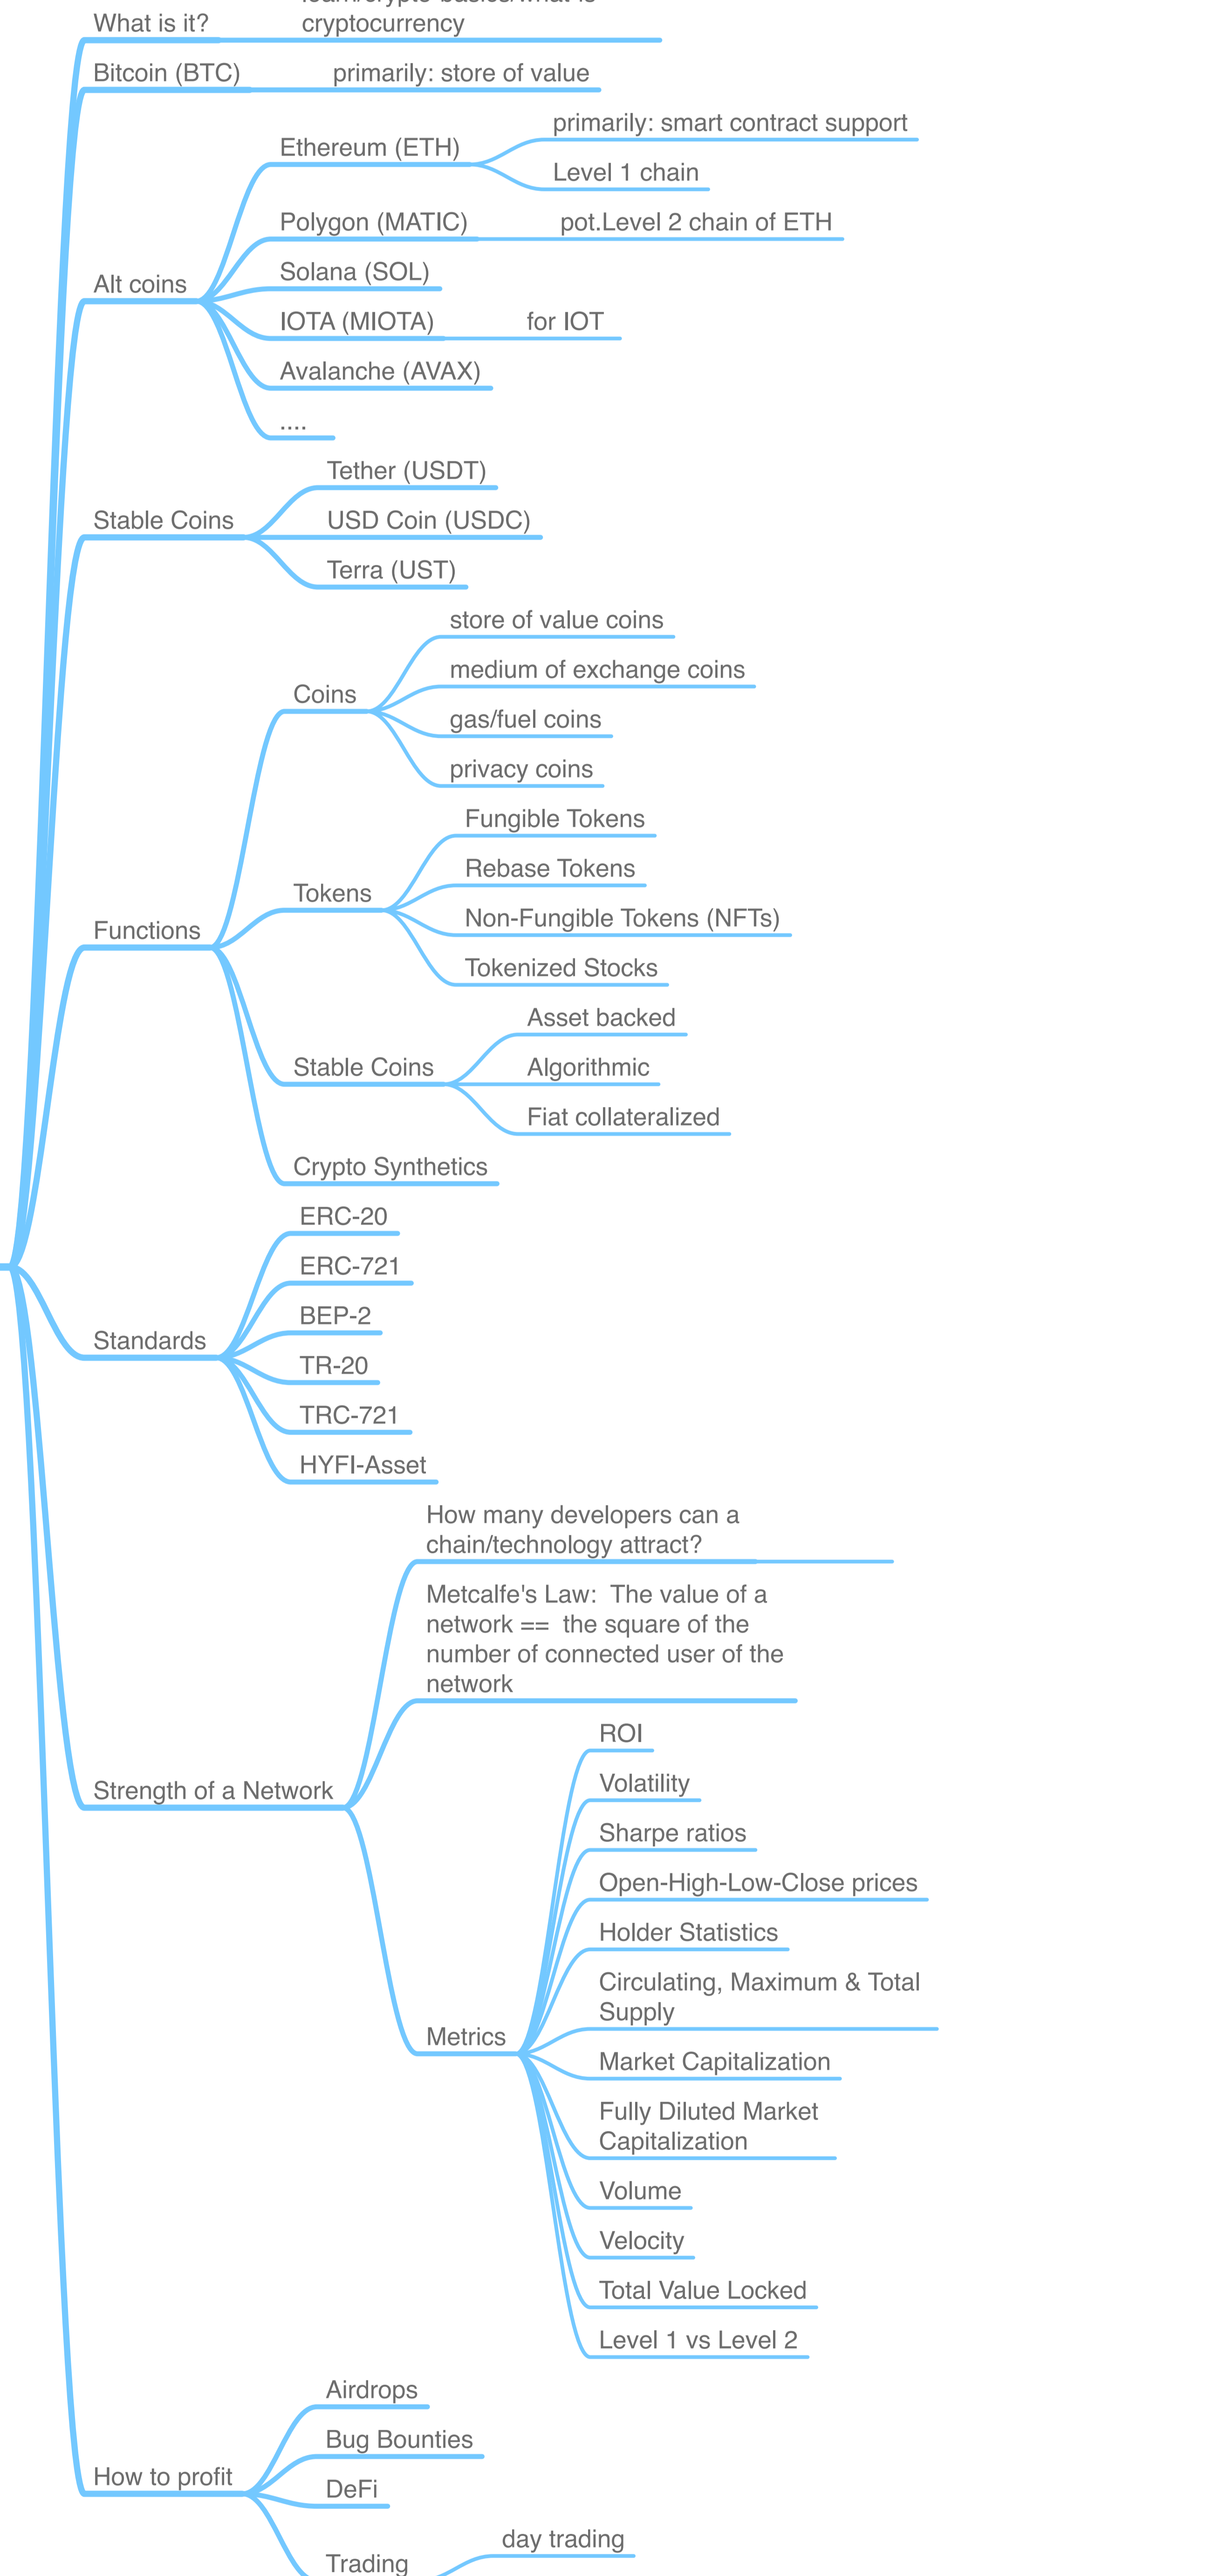 What is it?
cryptocurrency
Bitcoin (BTC)
primarily: store of value
Alt coins
Ethereum (ETH)
primarily: smart contract support
Level 1 chain
Polygon (MATIC)
pot.Level 2 chain of ETH
Solana (SOL)
IOTA (MIOTA)
for IOT
Avalanche (AVAX)
....
Stable Coins
Tether (USDT)
USD Coin (USDC)
Terra (UST)
Functions
Coins
store of value coins
medium of exchange coins
gas/fuel coins
privacy coins
Tokens
Fungible Tokens
Rebase Tokens
Non-Fungible Tokens (NFTs)
Tokenized Stocks
Stable Coins
Asset backed
Algorithmic
Fiat collateralized
Crypto Synthetics
Standards
ERC-20
ERC-721
BEP-2
TR-20
TRC-721
HYFI-Asset
Strength of a Network
How many developers can a
chain/technology attract?
Metcalfe's Law:  The value of a
network ==  the square of the
number of connected user of the
network
Metrics
ROI
Volatility
Sharpe ratios
Open-High-Low-Close prices
Holder Statistics
Circulating, Maximum & Total
Supply
Market Capitalization
Fully Diluted Market
Capitalization
Volume
Velocity
Total Value Locked
Level 1 vs Level 2
How to profit
Airdrops
Bug Bounties
DeFi
Trading
day trading